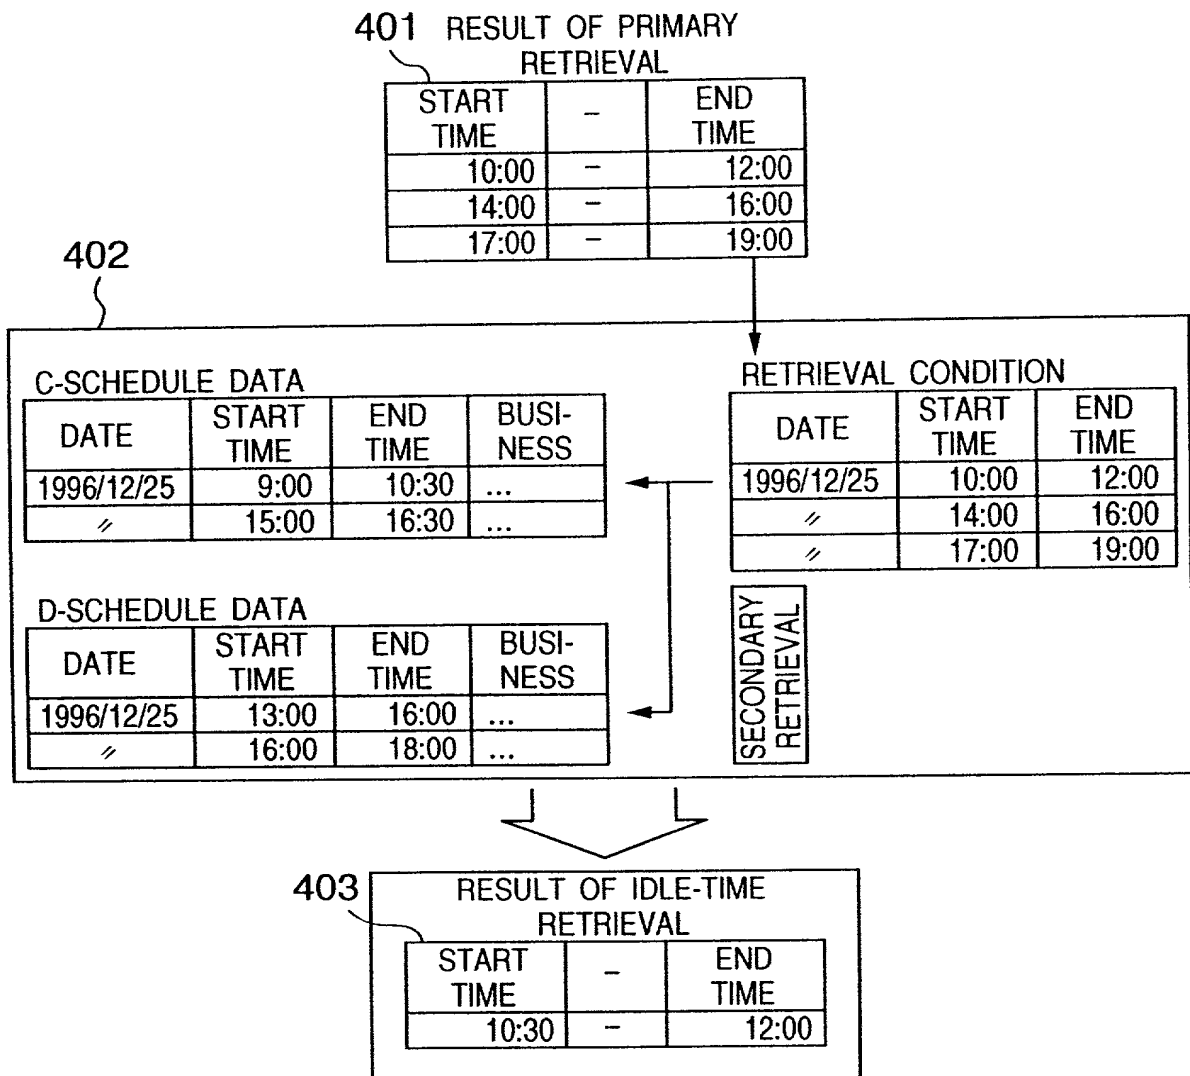 401 RESULT OF PRIMARY
RETRIEVAL
START TIME - END TIME
10:00 - 12:00
14:00 - 16:00
17:00 - 19:00
402
C-SCHEDULE DATA
DATE START TIME END TIME BUSI-NESS
1996/12/25 9:00 10:30 ...
〃 15:00 16:30 ...
RETRIEVAL CONDITION
DATE START TIME END TIME
1996/12/25 10:00 12:00
〃 14:00 16:00
〃 17:00 19:00
D-SCHEDULE DATA
DATE START TIME END TIME BUSI-NESS
1996/12/25 13:00 16:00 ...
〃 16:00 18:00 ...
SECONDARY
RETRIEVAL
403 RESULT OF IDLE-TIME
RETRIEVAL
START TIME - END TIME
10:30 - 12:00